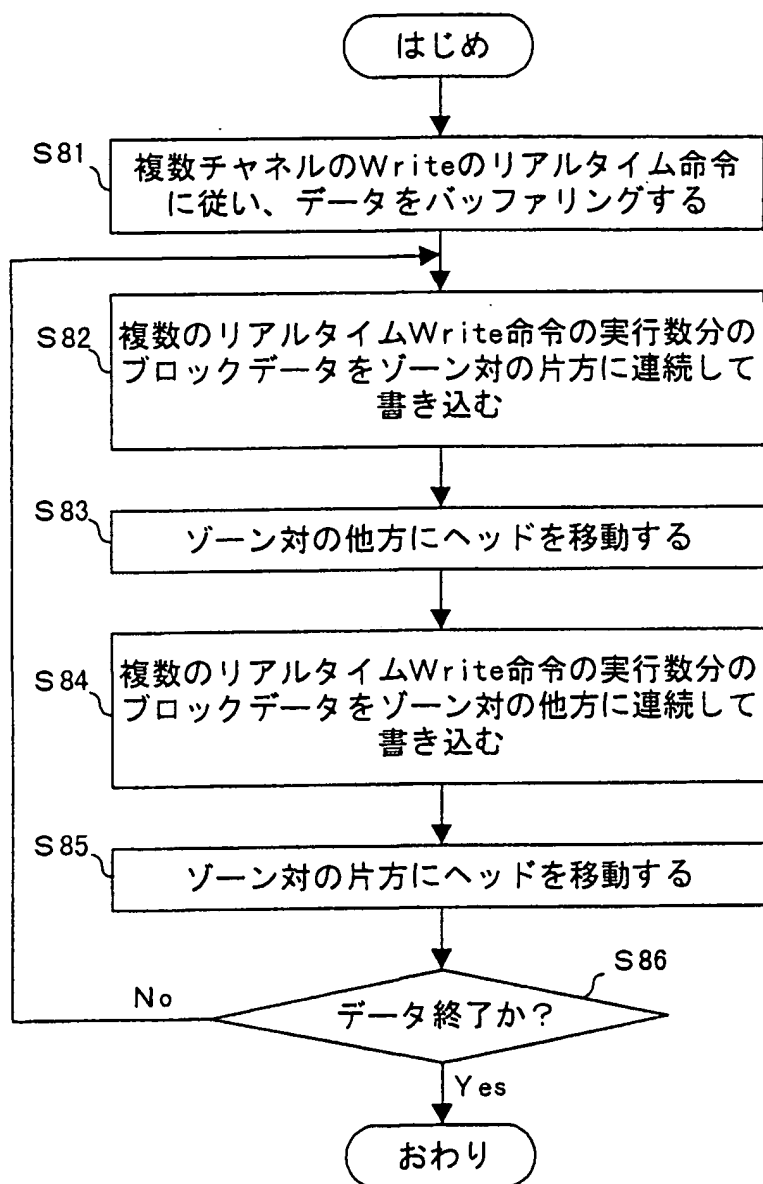 はじめ
S81
複数チャネルのWriteのリアルタイム命令
に従い、データをバッファリングする
S82
複数のリアルタイムWrite命令の実行数分の
ブロックデータをゾーン対の片方に連続して
書き込む
S83
ゾーン対の他方にヘッドを移動する
S84
複数のリアルタイムWrite命令の実行数分の
ブロックデータをゾーン対の他方に連続して
書き込む
S85
ゾーン対の片方にヘッドを移動する
S86
No
データ終了か?
Yes
おわり